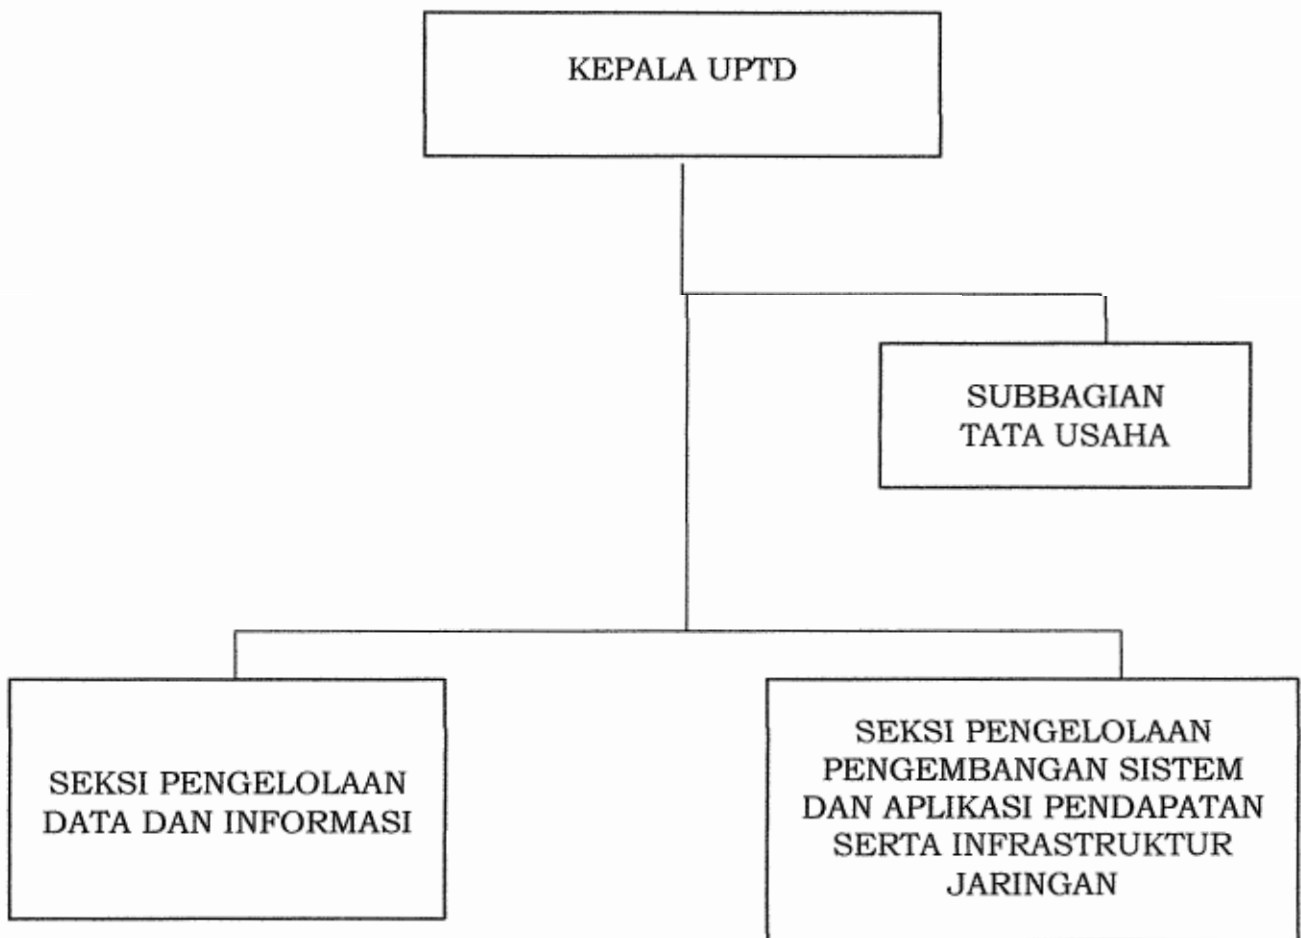 KEPALA UPTD
SUBBAGIAN
TATA USAHA
SEKSI PENGELOLAAN
DATA DAN INFORMASI
SEKSI PENGELOLAAN
PENGEMBANGAN SISTEM
DAN APLIKASI PENDAPATAN
SERTA INFRASTRUKTUR
JARINGAN